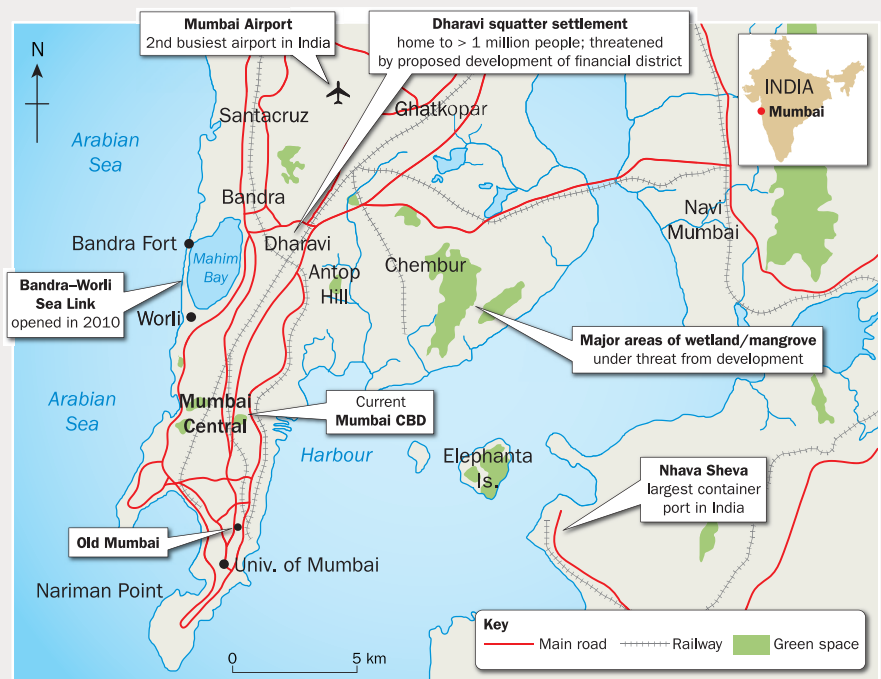 Mumbai Airport
2nd busiest airport in India
Dharavi squatter settlement
home to > 1 million people; threatened
by proposed development of financial district
N
INDIA
Mumbai
Arabian
Sea
Santacruz
Ghatkopar
Bandra
Navi
Mumbai
Bandra Fort
Mahim
Bay
Dharavi
Antop
Hill
Chembur
Bandra–Worli
Sea Link
opened in 2010
Worli
Major areas of wetland/mangrove
under threat from development
Arabian
Sea
Mumbai
Central
Current
Mumbai CBD
Harbour
Elephanta
Is.
Nhava Sheva
largest container
port in India
Old Mumbai
Univ. of Mumbai
Nariman Point
Key
Main road
Railway
Green space
0 5 km